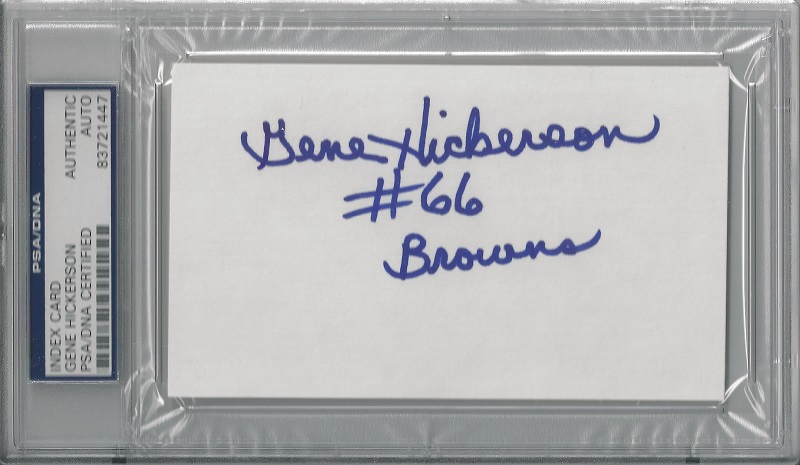 PSA/DNA
INDEX CARD
GENE HICKERSON
PSA/DNA CERTIFIED
AUTHENTIC
AUTO
83721447
Gene Hickerson
#66
Browns